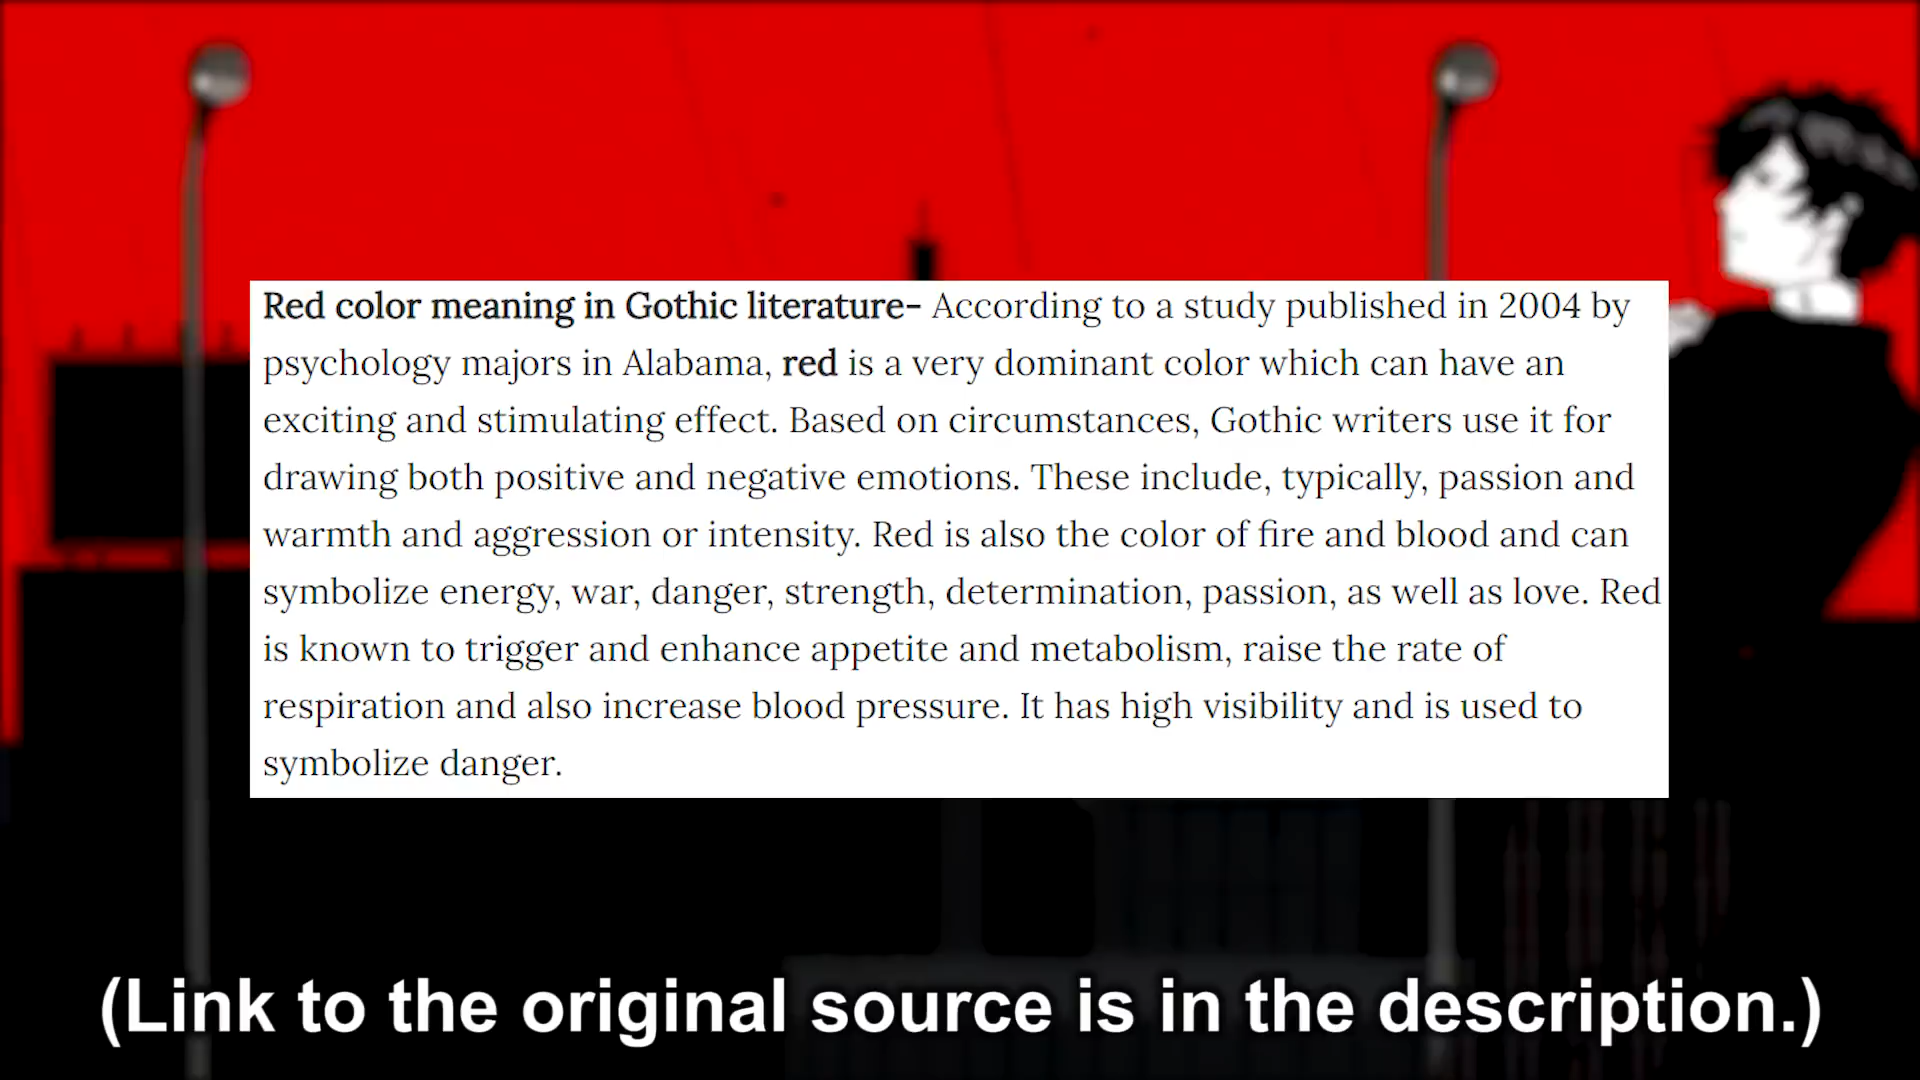 Red color meaning in Gothic literature- According to a study published in 2004 by
psychology majors in Alabama, red is a very dominant color which can have an
exciting and stimulating effect. Based on circumstances, Gothic writers use it for
drawing both positive and negative emotions. These include, typically, passion and
warmth and aggression or intensity. Red is also the color of fire and blood and can
symbolize energy, war, danger, strength, determination, passion, as well as love. Red
is known to trigger and enhance appetite and metabolism, raise the rate of
respiration and also increase blood pressure. It has high visibility and is used to
symbolize danger.
(Link to the original source is in the description.)